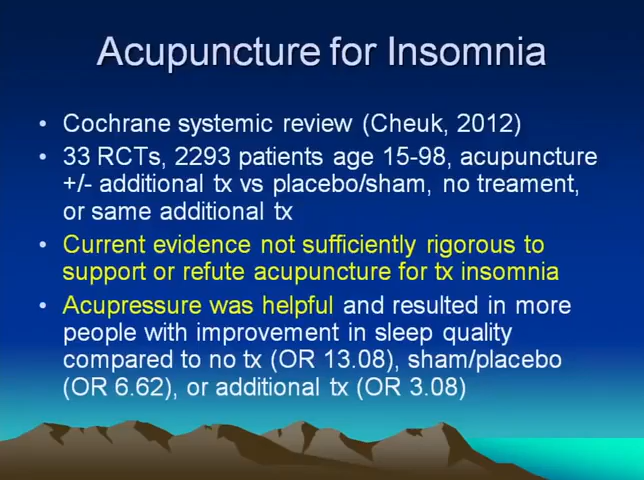 Acupuncture for Insomnia
• Cochrane systemic review (Cheuk, 2012)
• 33 RCTs, 2293 patients age 15-98, acupuncture
+/- additional tx vs placebo/sham, no treament,
or same additional tx
• Current evidence not sufficiently rigorous to
support or refute acupuncture for tx insomnia
• Acupressure was helpful and resulted in more
people with improvement in sleep quality
compared to no tx (OR 13.08), sham/placebo
(OR 6.62), or additional tx (OR 3.08)